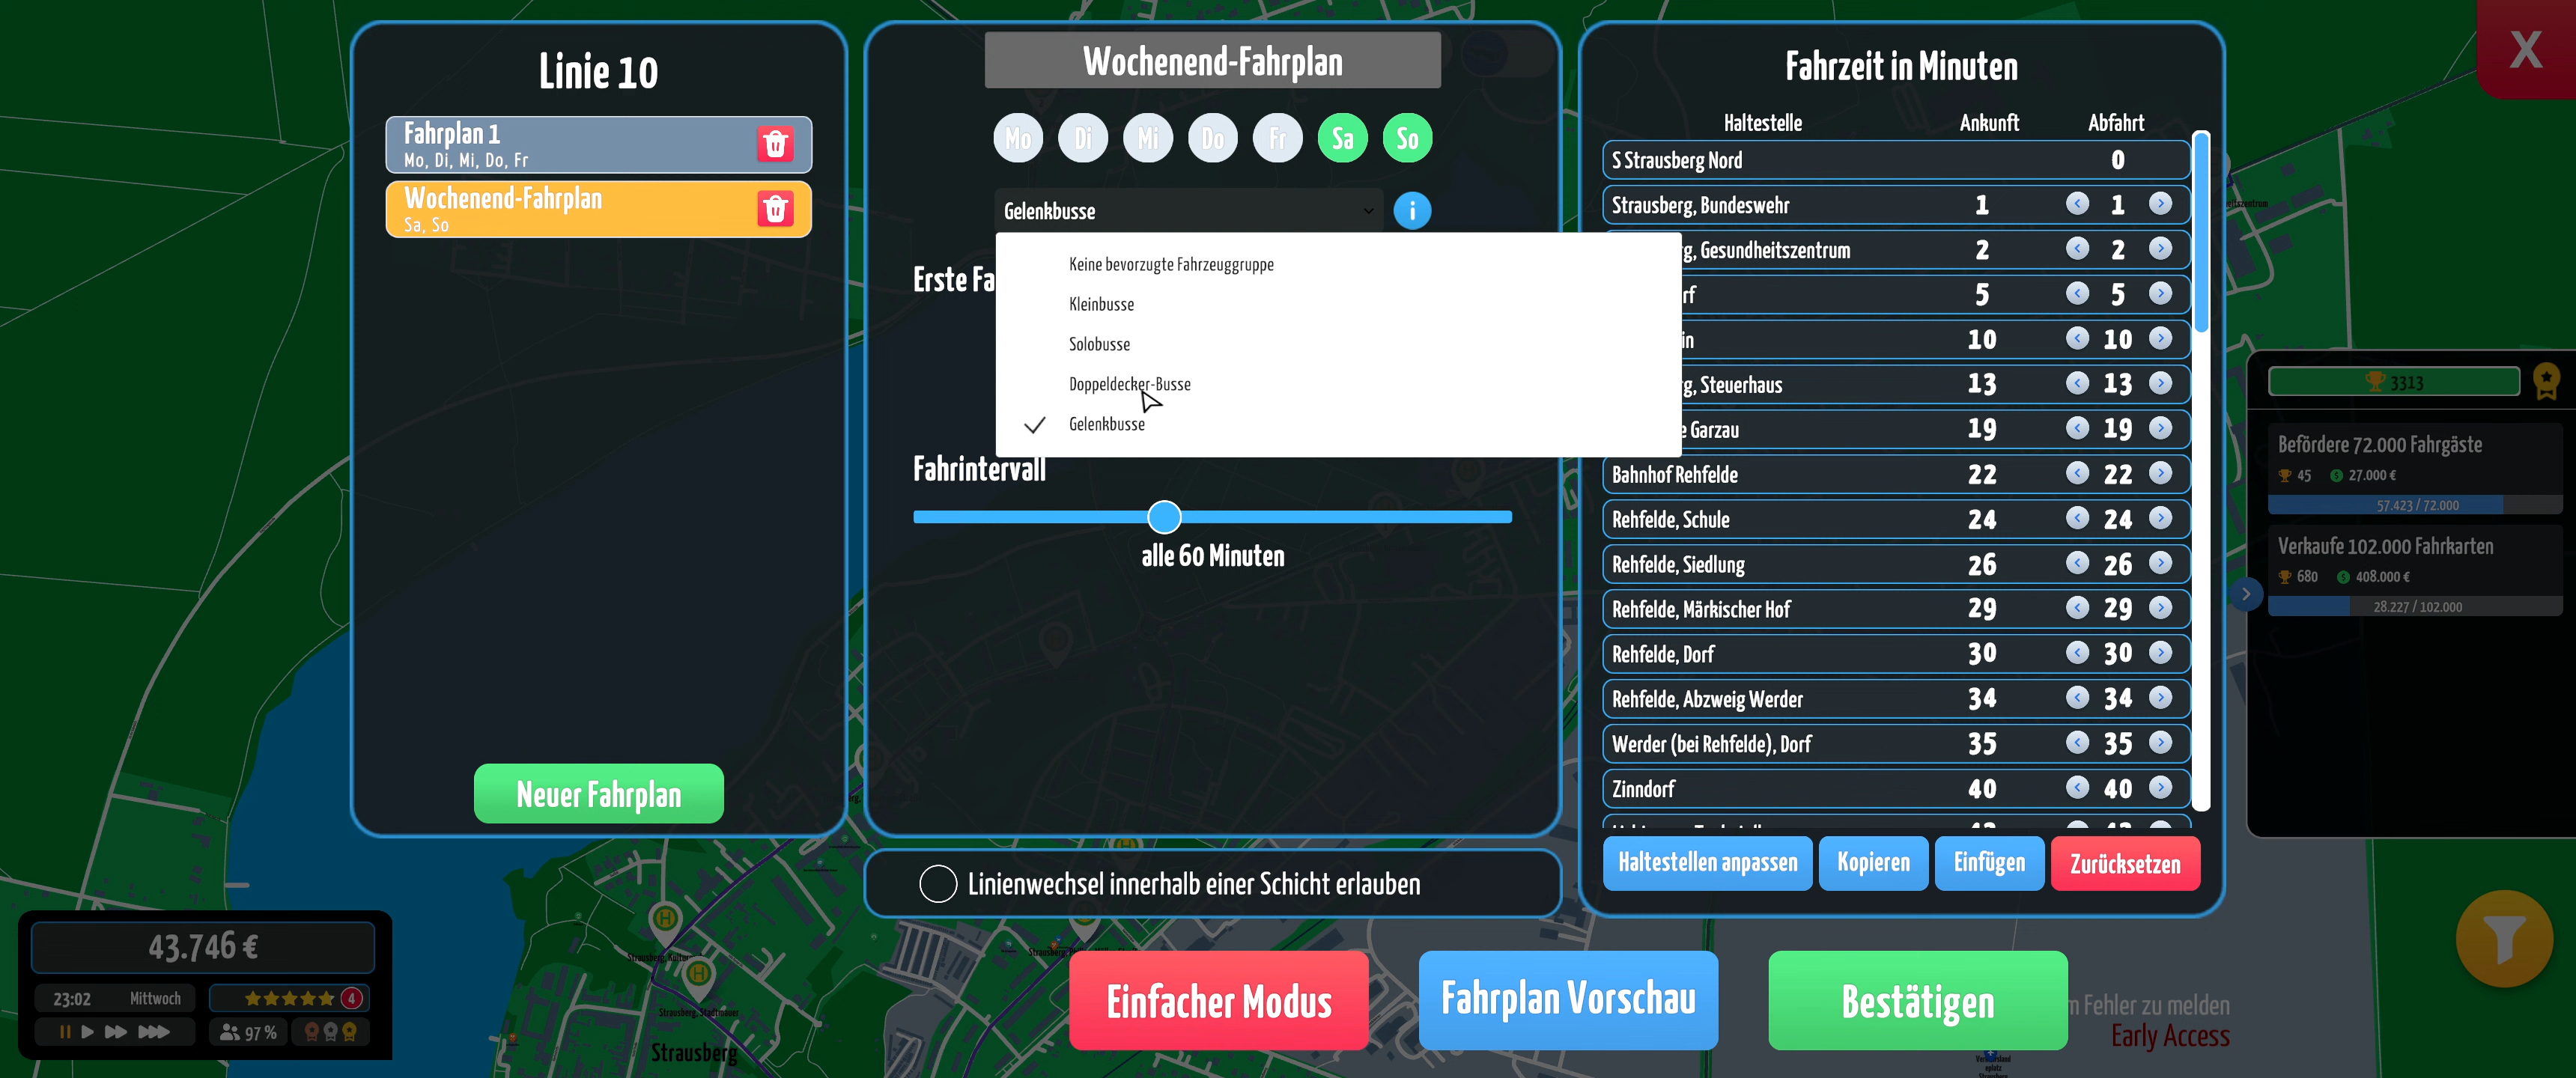 Linie 10
Fahrplan 1
Mo, Di, Mi, Do, Fr
Wochenend-Fahrplan
Sa, So
Neuer Fahrplan
Wochenend-Fahrplan
Mo Di Mi Do Fr Sa So
Gelenkbusse
i
Keine bevorzugte Fahrzeuggruppe
Kleinbusse
Solobusse
Doppeldecker-Busse
Gelenkbusse
Erste Fa
Fahrintervall
alle 60 Minuten
Linienwechsel innerhalb einer Schicht erlauben
Fahrzeit in Minuten
Haltestelle Ankunft Abfahrt
S Strausberg Nord 0
Strausberg, Bundeswehr 1 1
g, Gesundheitszentrum 2 2
rf 5 5
in 10 10
g, Steuerhaus 13 13
e Garzau 19 19
Bahnhof Rehfelde 22 22
Rehfelde, Schule 24 24
Rehfelde, Siedlung 26 26
Rehfelde, Märkischer Hof 29 29
Rehfelde, Dorf 30 30
Rehfelde, Abzweig Werder 34 34
Werder (bei Rehfelde), Dorf 35 35
Zinndorf 40 40
Haltestellen anpassen Kopieren Einfügen Zurücksetzen
Einfacher Modus Fahrplan Vorschau Bestätigen
X
3313
Befördere 72.000 Fahrgäste
45 27.000 €
57.423 / 72.000
Verkaufe 102.000 Fahrkarten
680 408.000 €
28.227 / 102.000
43.746 €
23:02 Mittwoch 4
97 %
Strausberg, Stadtmauer
Strausberg
m Fehler zu melden
Early Access